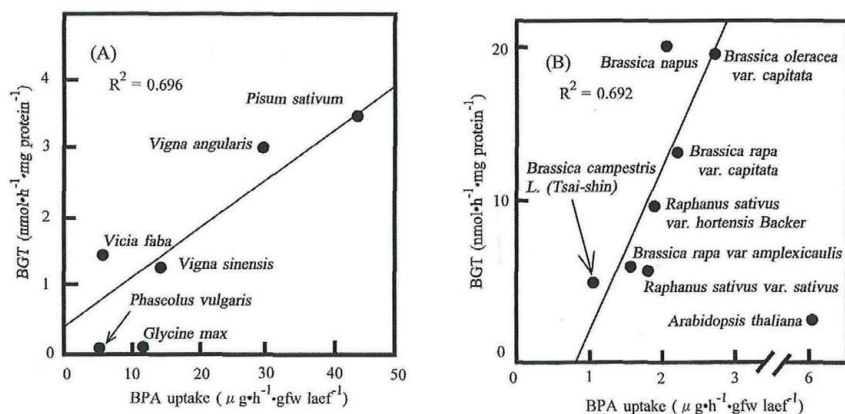 (A)
R² = 0.696
BGT (nmol•h⁻¹•mg protein⁻¹)
4
3
2
1
0
Pisum sativum
Vigna angularis
Vicia faba
Vigna sinensis
Phaseolus vulgaris
Glycine max
0 10 20 30 40 50
BPA uptake ( μ g•h⁻¹•gfw laef⁻¹)
(B)
R² = 0.692
BGT (nmol•h⁻¹•mg protein⁻¹)
20
10
0
Brassica napus
Brassica oleracea
var. capitata
Brassica rapa
var. capitata
Brassica campestris
L. (Tsai-shin)
Raphanus sativus
var. hortensis Backer
Brassica rapa var amplexicaulis
Raphanus sativus var. sativus
Arabidopsis thaliana
0 1 2 3 6
BPA uptake ( μ g•h⁻¹•gfw laef⁻¹)